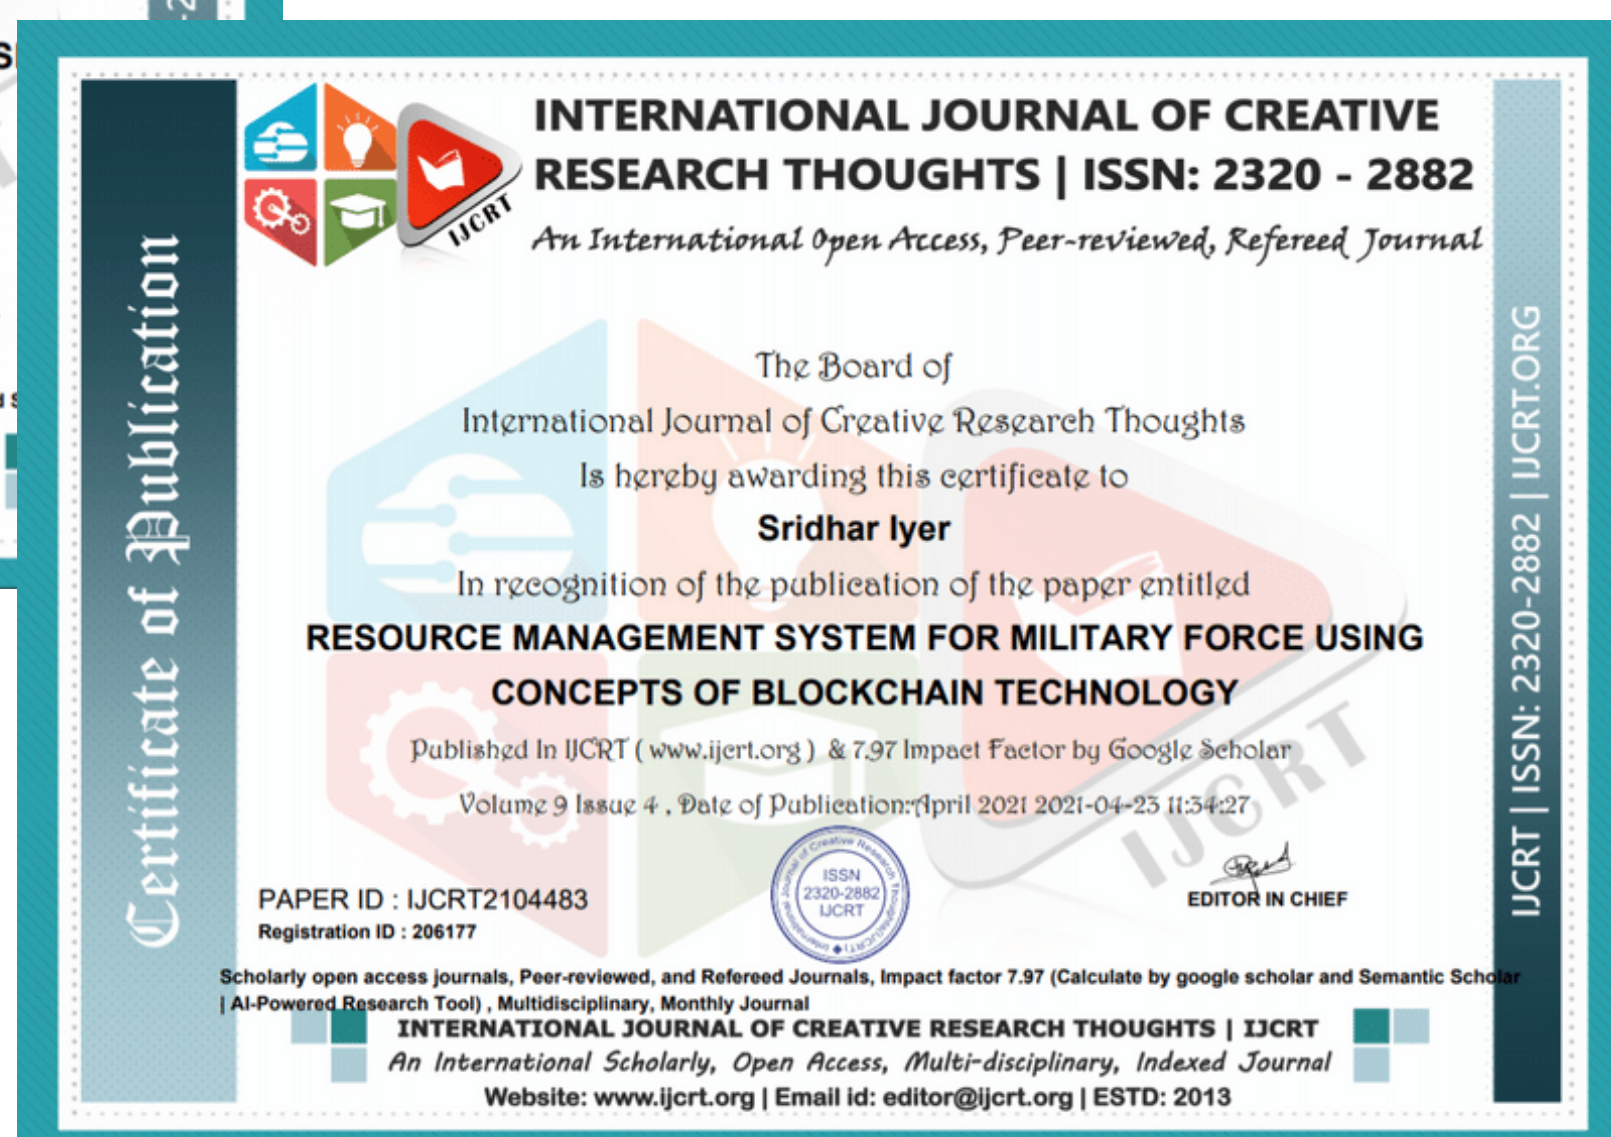 INTERNATIONAL JOURNAL OF CREATIVE
RESEARCH THOUGHTS | ISSN: 2320 - 2882
An International Open Access, Peer-reviewed, Refereed Journal
IJCRT
Certificate of Publication
The Board of
International Journal of Creative Research Thoughts
Is hereby awarding this certificate to
Sridhar Iyer
In recognition of the publication of the paper entitled
RESOURCE MANAGEMENT SYSTEM FOR MILITARY FORCE USING
CONCEPTS OF BLOCKCHAIN TECHNOLOGY
Published In IJCRT ( www.ijcrt.org ) & 7.97 Impact Factor by Google Scholar
Volume 9 Issue 4 , Date of Publication:April 2021 2021-04-23 11:34:27
IJCRT
PAPER ID : IJCRT2104483
Registration ID : 206177
International Journal of Creative Research Thoughts (IJCRT)
ISSN
2320-2882
IJCRT
EDITOR IN CHIEF
Scholarly open access journals, Peer-reviewed, and Refereed Journals, Impact factor 7.97 (Calculate by google scholar and Semantic Scholar
| AI-Powered Research Tool) , Multidisciplinary, Monthly Journal
INTERNATIONAL JOURNAL OF CREATIVE RESEARCH THOUGHTS | IJCRT
An International Scholarly, Open Access, Multi-disciplinary, Indexed Journal
Website: www.ijcrt.org | Email id: editor@ijcrt.org | ESTD: 2013
IJCRT | ISSN: 2320-2882 | IJCRT.ORG